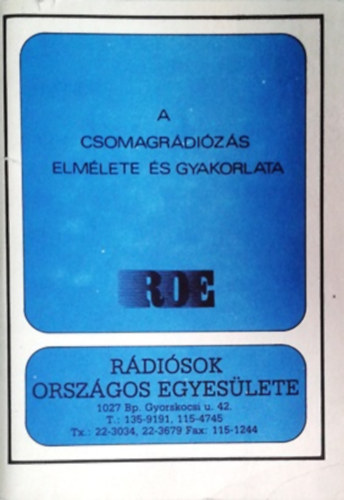 A
CSOMAGRÁDIÓZÁS
ELMÉLETE ÉS GYAKORLATA
ROE
RÁDIÓSOK
ORSZÁGOS EGYESÜLETE
1027 Bp. Gyorskocsi u. 42.
T.: 135-9191, 115-4745
Tx.: 22-3034, 22-3679 Fax: 115-1244